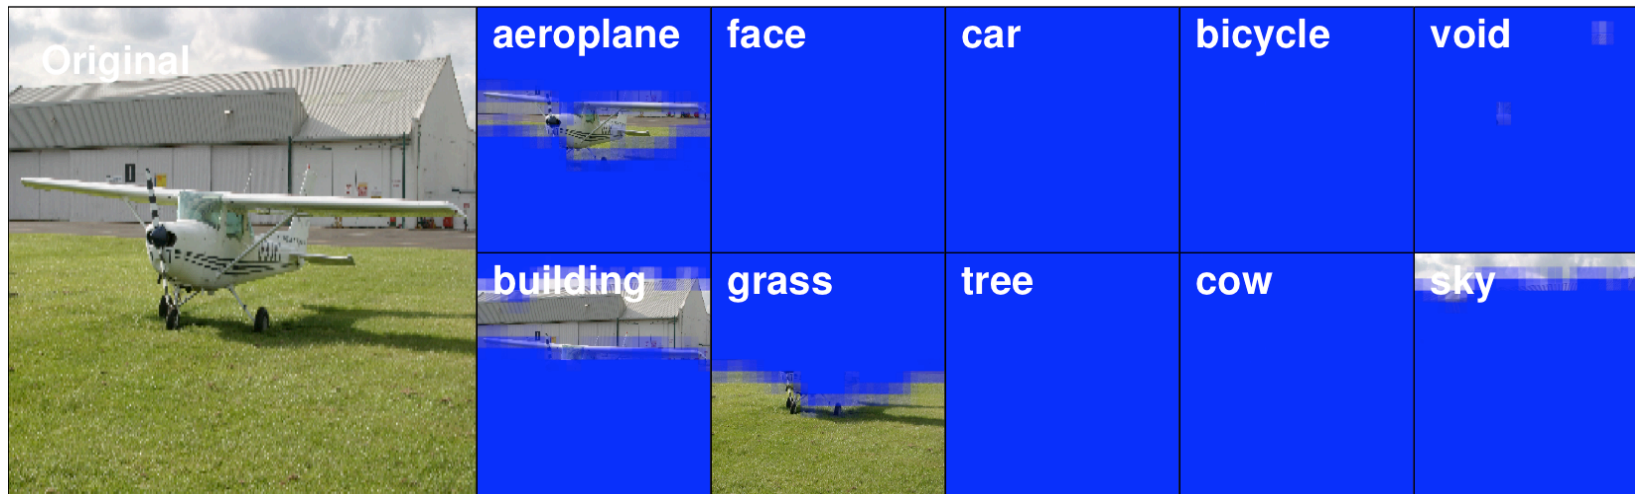 Original
aeroplane
face
car
bicycle
void
building
grass
tree
cow
sky